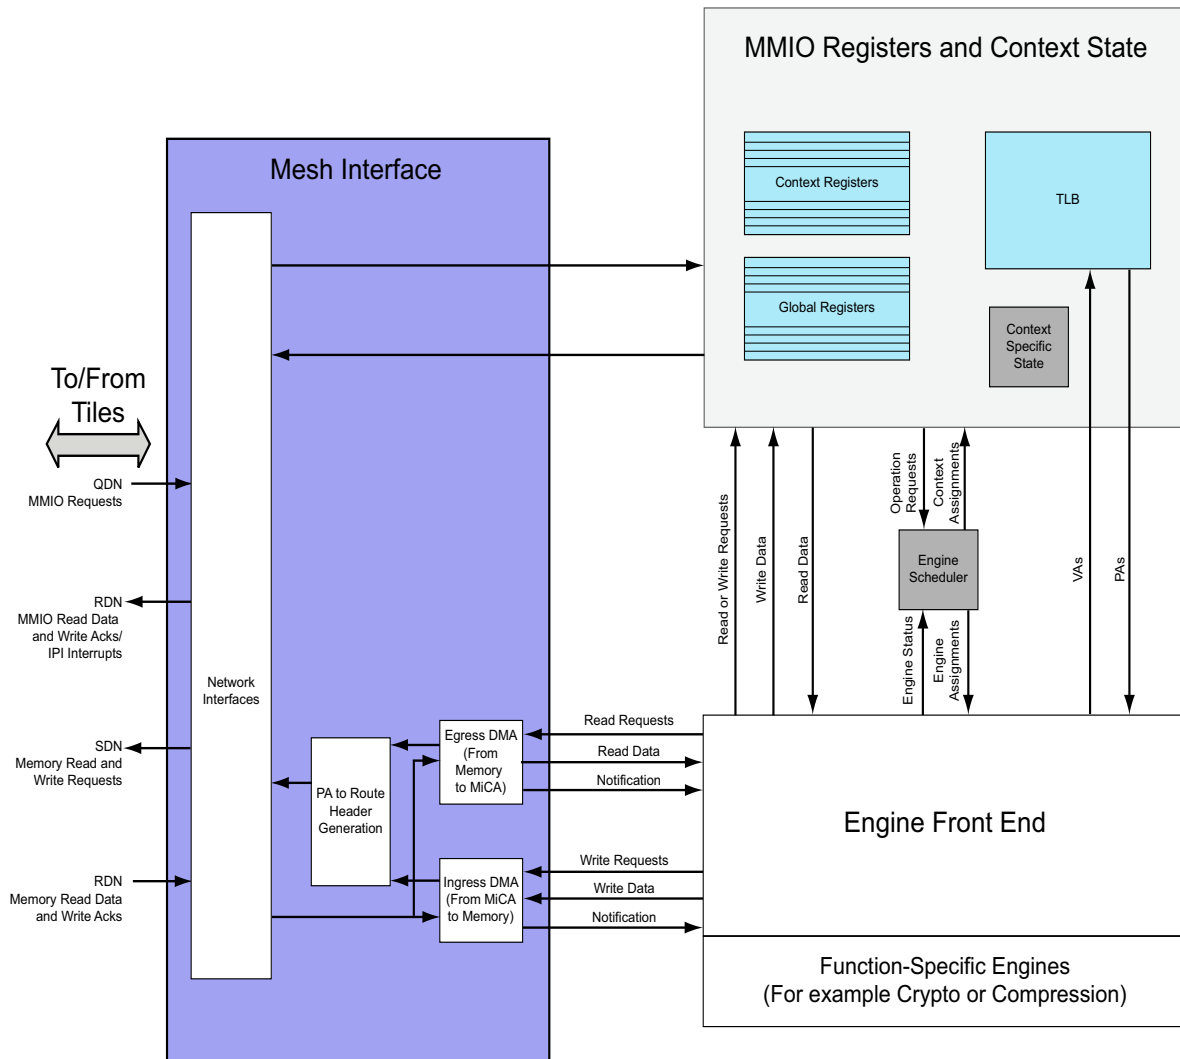 MMIO Registers and Context State
Context Registers
TLB
Global Registers
Context
Specific
State
Mesh Interface
To/From
Tiles
QDN
MMIO Requests
RDN
MMIO Read Data
and Write Acks/
IPI Interrupts
SDN
Memory Read and
Write Requests
RDN
Memory Read Data
and Write Acks
Network
Interfaces
PA to Route
Header
Generation
Egress DMA
(From
Memory
to MiCA)
Ingress DMA
(From MiCA
to Memory)
Read Requests
Read Data
Notification
Write Requests
Write Data
Notification
Read or Write Requests
Write Data
Read Data
Operation
Requests
Context
Assignments
Engine
Scheduler
Engine Status
Engine
Assignments
VAs
PAs
Engine Front End
Function-Specific Engines
(For example Crypto or Compression)